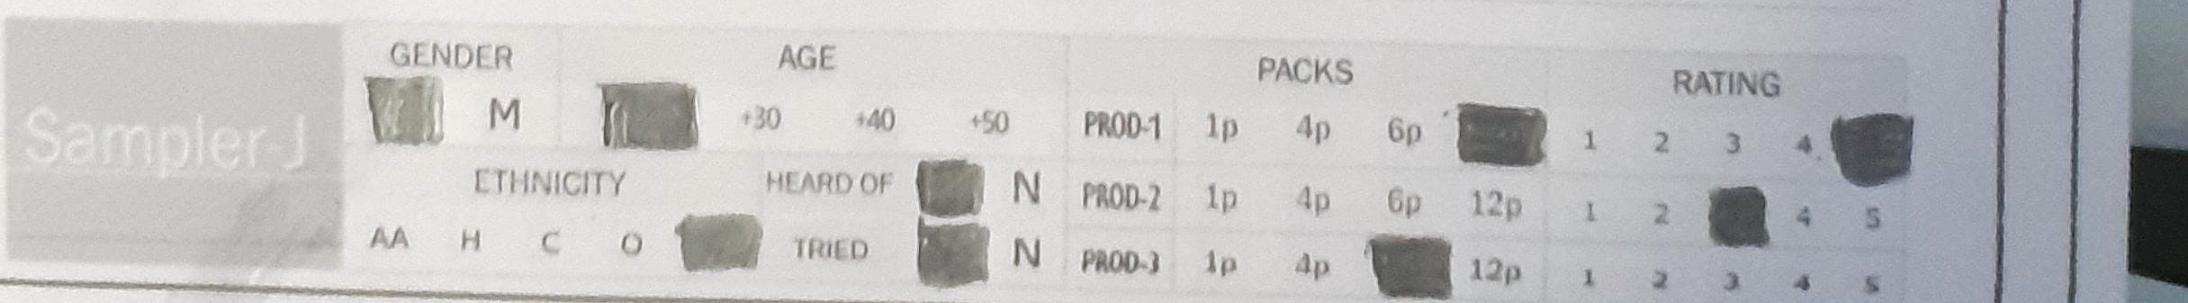 GENDER AGE PACKS RATING
Sampler-J M +30 +40 +50 PROD-1 1p 4p 6p 1 2 3 4
ETHNICITY HEARD OF N PROD-2 1p 4p 6p 12p 1 2 4 5
AA H C O TRIED N PROD-3 1p 4p 12p 1 2 3 4 5